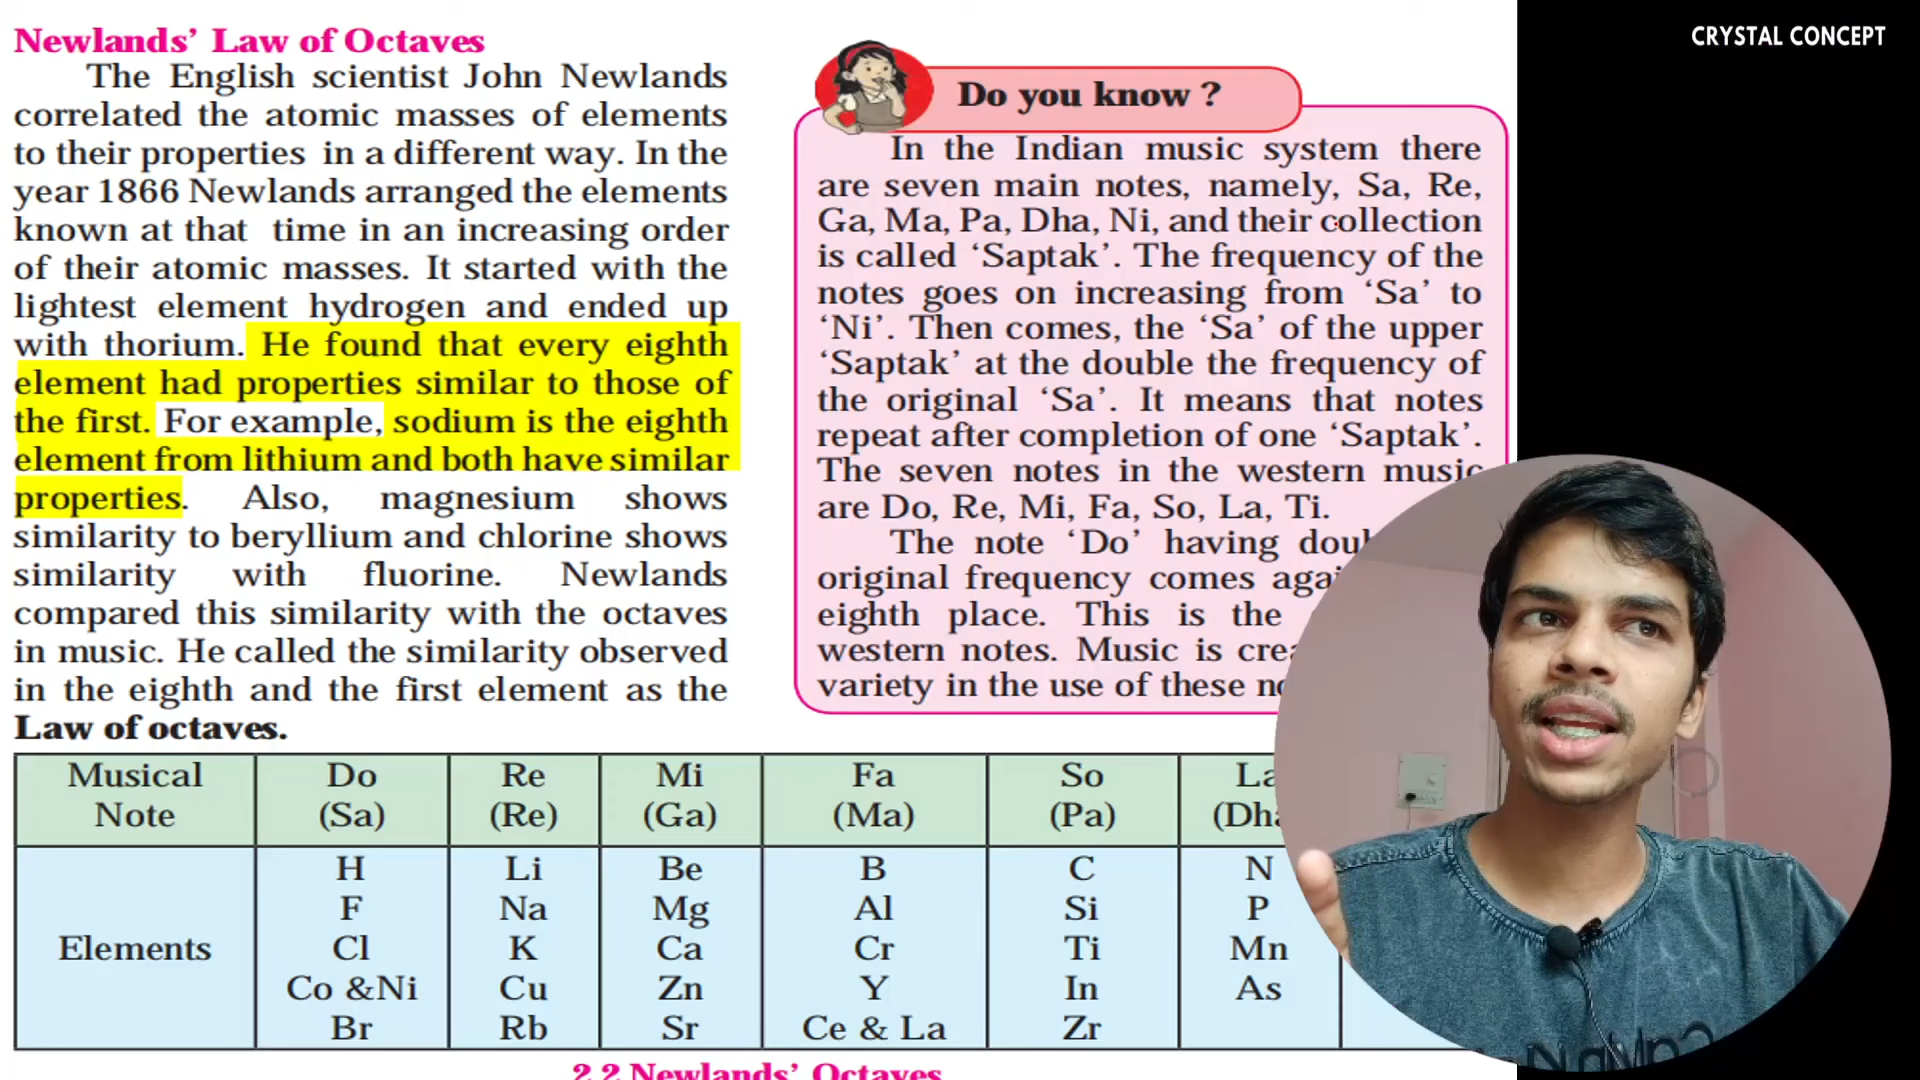 Newlands’ Law of Octaves
The English scientist John Newlands
correlated the atomic masses of elements
to their properties in a different way. In the
year 1866 Newlands arranged the elements
known at that time in an increasing order
of their atomic masses. It started with the
lightest element hydrogen and ended up
with thorium. He found that every eighth
element had properties similar to those of
the first. For example, sodium is the eighth
element from lithium and both have similar
properties. Also, magnesium shows
similarity to beryllium and chlorine shows
similarity with fluorine. Newlands
compared this similarity with the octaves
in music. He called the similarity observed
in the eighth and the first element as the
Law of octaves.
Do you know ?
In the Indian music system there
are seven main notes, namely, Sa, Re,
Ga, Ma, Pa, Dha, Ni, and their collection
is called ‘Saptak’. The frequency of the
notes goes on increasing from ‘Sa’ to
‘Ni’. Then comes, the ‘Sa’ of the upper
‘Saptak’ at the double the frequency of
the original ‘Sa’. It means that notes
repeat after completion of one ‘Saptak’.
The seven notes in the western music
are Do, Re, Mi, Fa, So, La, Ti.
The note ‘Do’ having
original frequency comes
eighth place. This is the
western notes. Music is
variety in the use of these
CRYSTAL CONCEPT
Musical Note Do (Sa) Re (Re) Mi (Ga) Fa (Ma) So (Pa) La
Elements
H Li Be B C N
F Na Mg Al Si P
Cl K Ca Cr Ti Mn
Co &Ni Cu Zn Y In As
Br Rb Sr Ce & La Zr
2.2 Newlands’ Octaves